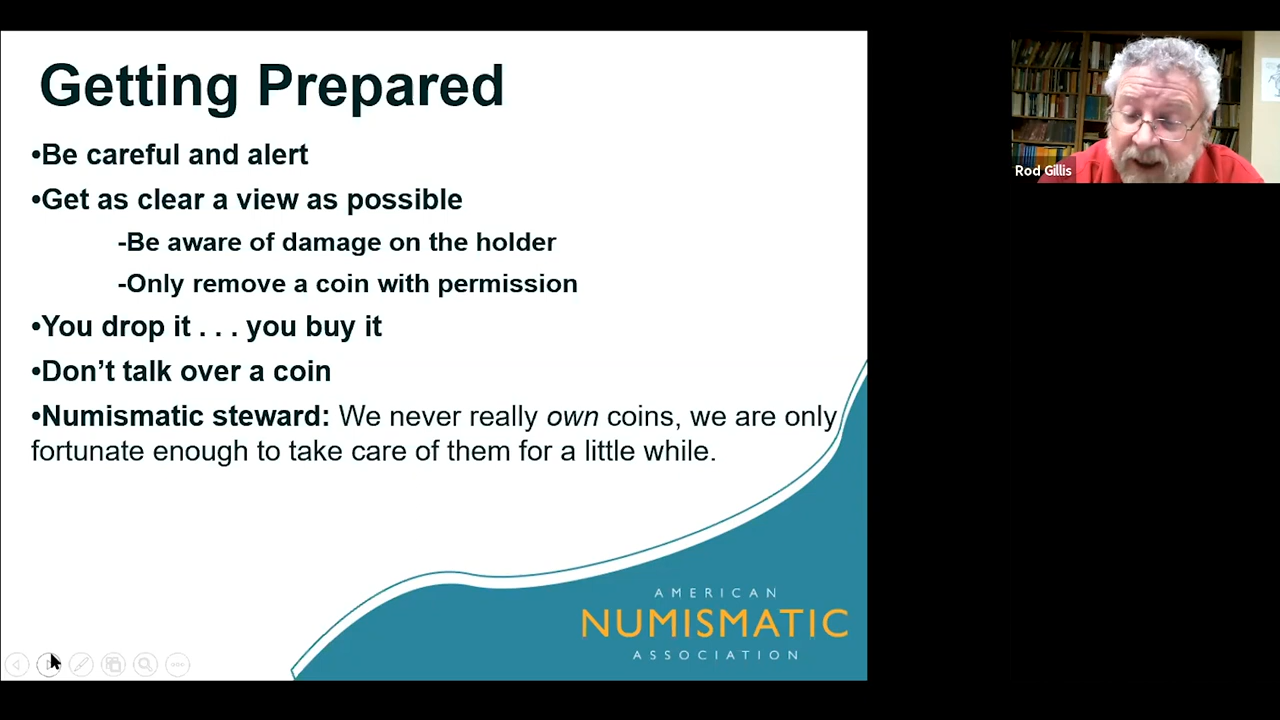 Getting Prepared
•Be careful and alert
•Get as clear a view as possible
-Be aware of damage on the holder
-Only remove a coin with permission
•You drop it . . . you buy it
•Don’t talk over a coin
•Numismatic steward: We never really own coins, we are only
fortunate enough to take care of them for a little while.
AMERICAN
NUMISMATIC
ASSOCIATION
Rod Gillis